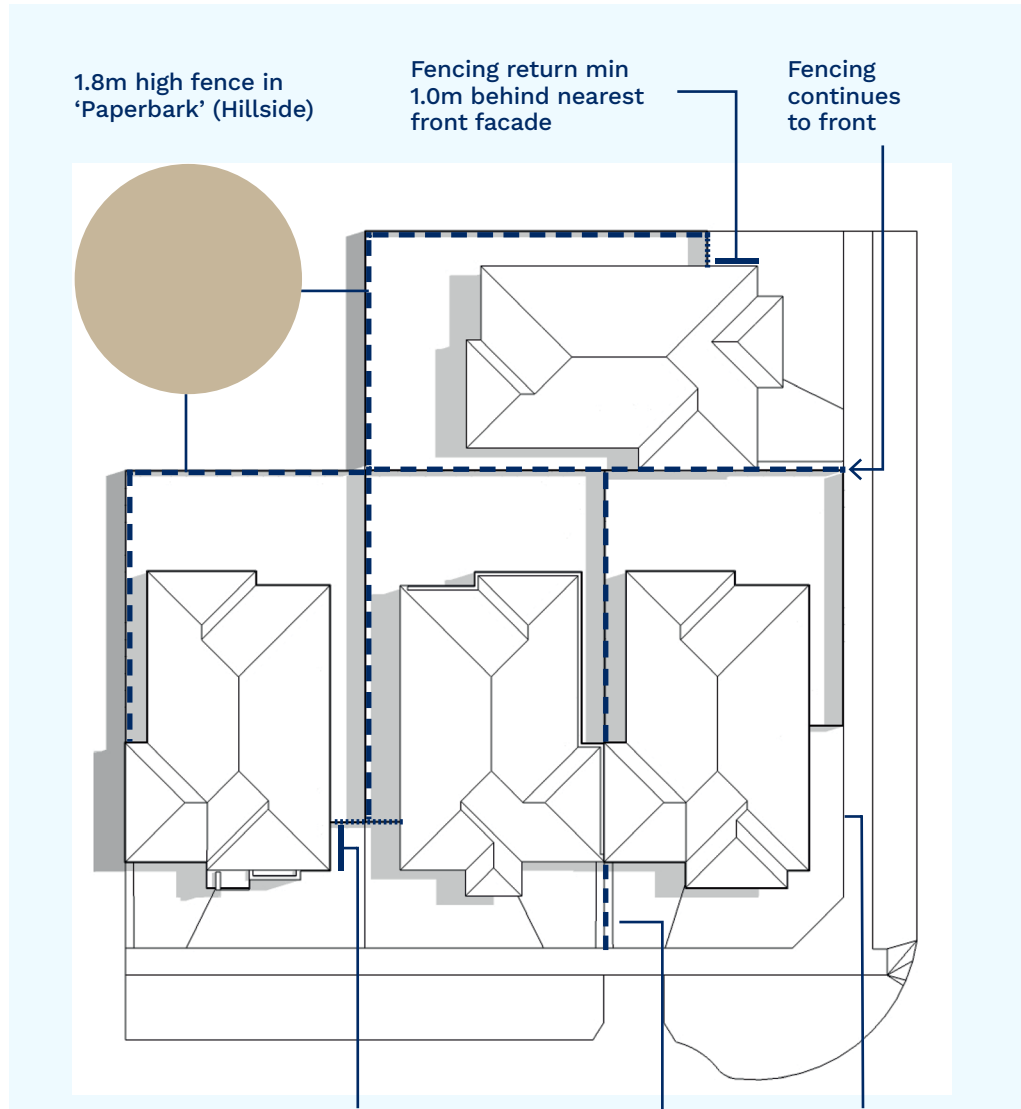 1.8m high fence in
‘Paperbark’ (Hillside)
Fencing return min
1.0m behind nearest
front facade
Fencing
continues
to front